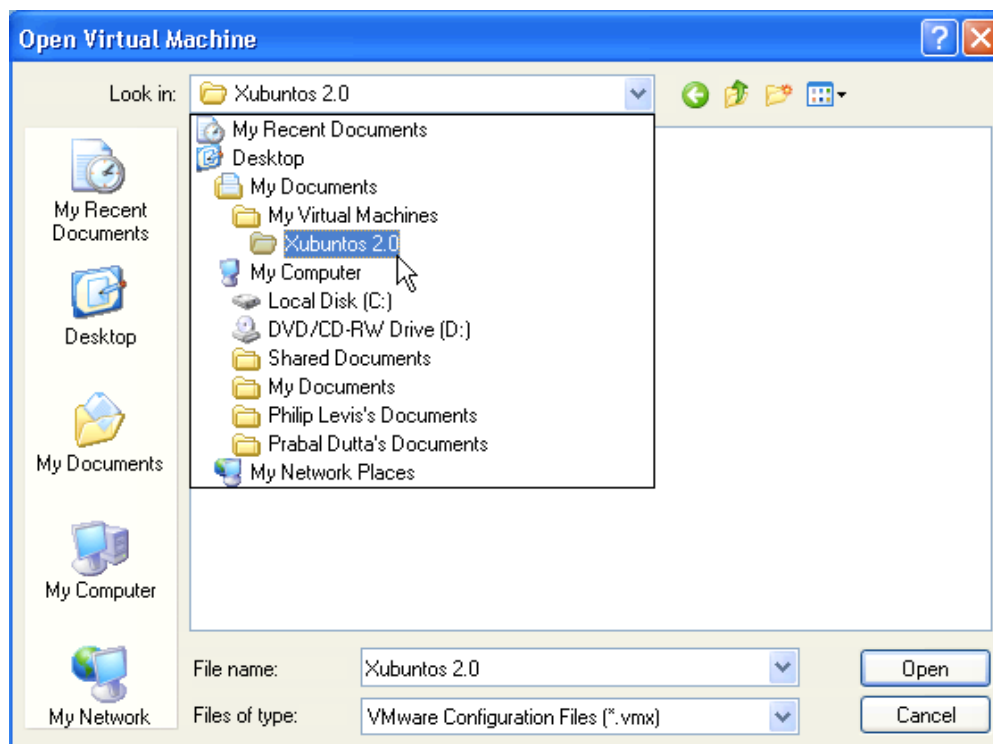 Open Virtual Machine
Look in:
Xubuntos 2.0
My Recent Documents
Desktop
My Documents
My Virtual Machines
Xubuntos 2.0
My Computer
Local Disk (C:)
DVD/CD-RW Drive (D:)
Shared Documents
My Documents
Philip Levis's Documents
Prabal Dutta's Documents
My Network Places
My Recent
Documents
Desktop
My Documents
My Computer
My Network
File name:
Xubuntos 2.0
Open
Files of type:
VMware Configuration Files (*.vmx)
Cancel